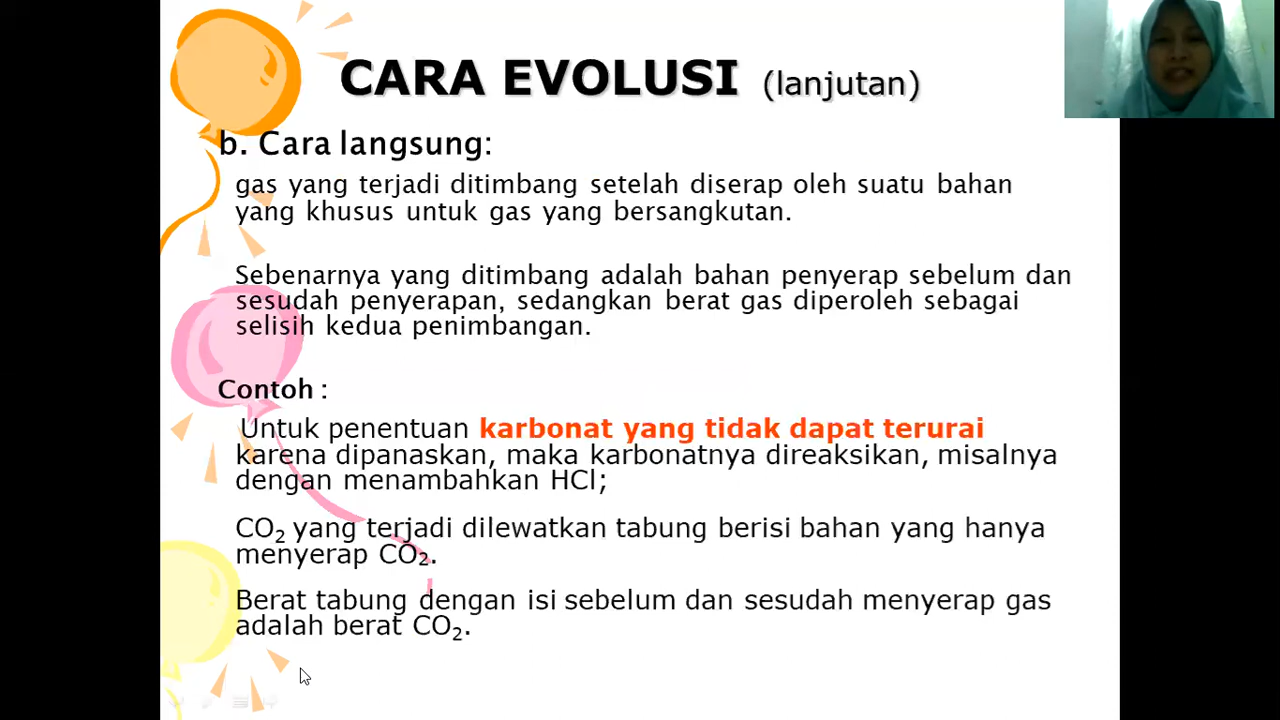 CARA EVOLUSI (lanjutan)
b. Cara langsung:
gas yang terjadi ditimbang setelah diserap oleh suatu bahan
yang khusus untuk gas yang bersangkutan.
Sebenarnya yang ditimbang adalah bahan penyerap sebelum dan
sesudah penyerapan, sedangkan berat gas diperoleh sebagai
selisih kedua penimbangan.
Contoh :
Untuk penentuan karbonat yang tidak dapat terurai
karena dipanaskan, maka karbonatnya direaksikan, misalnya
dengan menambahkan HCl;
CO₂ yang terjadi dilewatkan tabung berisi bahan yang hanya
menyerap CO₂.
Berat tabung dengan isi sebelum dan sesudah menyerap gas
adalah berat CO₂.